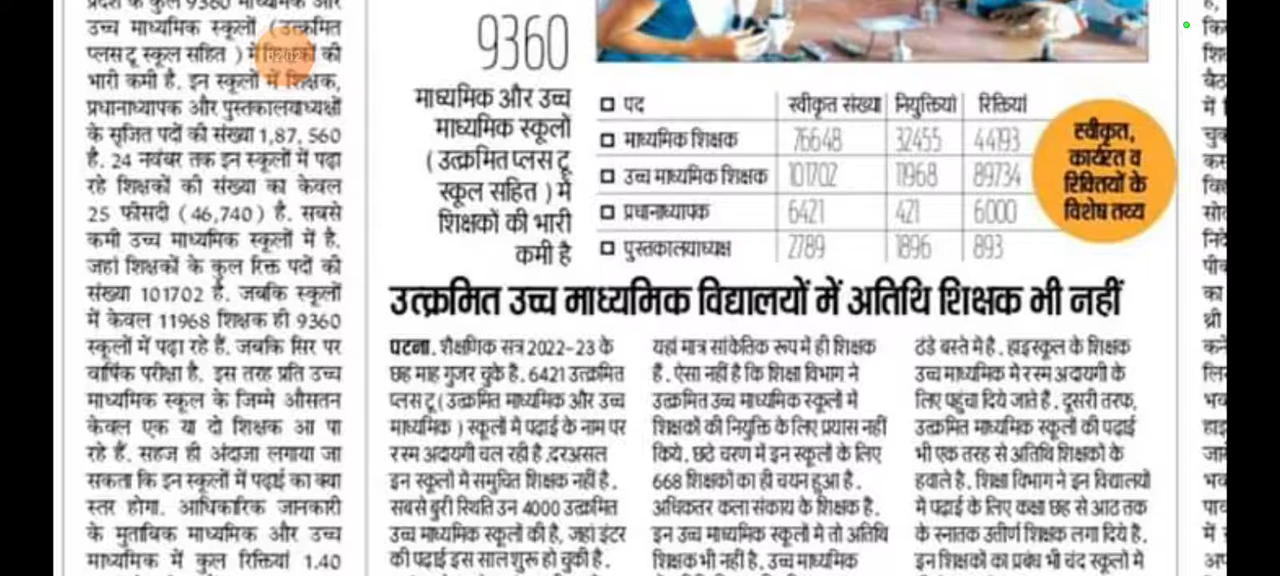 प्रदेश के कुल 9360 माध्यमिक और
उच्च माध्यमिक स्कूलों (उत्क्रमित
प्लस टू स्कूल सहित ) में शिक्षकों की
भारी कमी है. इन स्कूलों में शिक्षक,
प्रधानाध्यापक और पुस्तकालयाध्यक्षों
के सृजित पदों की संख्या 1,87, 560
है. 24 नवंबर तक इन स्कूलों में पढ़ा
रहे शिक्षकों की संख्या का केवल
25 फीसदी (46,740) है. सबसे
कमी उच्च माध्यमिक स्कूलों में है.
जहां शिक्षकों के कुल रिक्त पदों की
संख्या 101702 है. जबकि स्कूलों
में केवल 11968 शिक्षक ही 9360
स्कूलों में पढ़ा रहे हैं. जबकि सिर पर
वार्षिक परीक्षा है. इस तरह प्रति उच्च
माध्यमिक स्कूल के जिम्मे औसतन
केवल एक या दो शिक्षक आ पा
रहे हैं. सहज ही अंदाजा लगाया जा
सकता कि इन स्कूलों में पढ़ाई का क्या
स्तर होगा. आधिकारिक जानकारी
के मुताबिक माध्यमिक और उच्च
माध्यमिक में कुल रिक्तियां 1.40
9360
माध्यमिक और उच्च
माध्यमिक स्कूलों
(उत्क्रमित प्लस टू
स्कूल सहित ) में
शिक्षकों की भारी
कमी है
पद स्वीकृत संख्या नियुक्तियां रिक्तियां
माध्यमिक शिक्षक 76648 32455 44193
उच्च माध्यमिक शिक्षक 101702 11968 89734
प्रधानाध्यापक 6421 421 6000
पुस्तकालयाध्यक्ष 2789 1896 893
स्वीकृत,
कार्यरत व
रिक्तियों के
विशेष तथ्य
उत्क्रमित उच्च माध्यमिक विद्यालयों में अतिथि शिक्षक भी नहीं
पटना. शैक्षणिक सत्र 2022-23 के
छह माह गुजर चुके है. 6421 उत्क्रमित
प्लस टू ( उत्क्रमित माध्यमिक और उच्च
माध्यमिक ) स्कूलों में पढ़ाई के नाम पर
रस्म अदायगी चल रही है .दरअसल
इन स्कूलों में समुचित शिक्षक नहीं है .
सबसे बुरी स्थिति उन 4000 उत्क्रमित
उच्च माध्यमिक स्कूलों की है, जहां इंटर
की पढ़ाई इस साल शुरू हो चुकी है .
यहां मात्र सांकेतिक रूप में ही शिक्षक
है . ऐसा नहीं है कि शिक्षा विभाग ने
उत्क्रमित उच्च माध्यमिक स्कूलों में
शिक्षकों की नियुक्ति के लिए प्रयास नहीं
किये. छठे चरण में इन स्कूलों के लिए
668 शिक्षकों का ही चयन हुआ है .
अधिकतर कला संकाय के शिक्षक है .
इन उच्च माध्यमिक स्कूलों में तो अतिथि
शिक्षक भी नहीं है . उच्च माध्यमिक
ठंडे बस्ते में है . हाइस्कूल के शिक्षक
उच्च माध्यमिक में रस्म अदायगी के
लिए पहुंचा दिये जाते है . दूसरी तरफ,
उत्क्रमित माध्यमिक स्कूलों की पढ़ाई
भी एक तरह से अतिथि शिक्षकों के
हवाले है . शिक्षा विभाग ने इन विद्यालयों
में पढ़ाई के लिए कक्षा छह से आठ तक
के स्नातक उतीर्ण शिक्षक लगा दिये है.
इन शिक्षकों का प्रबंध भी चंद स्कूलों में